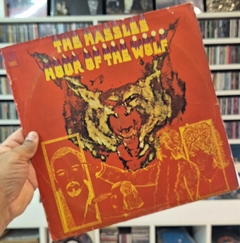 THE HASSLES
HOUR OF THE WOLF